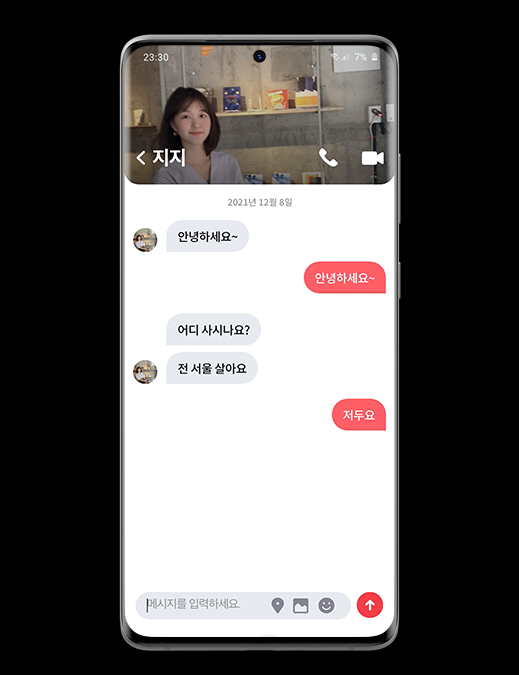 23:30
7%
지지
2021년 12월 8일
안녕하세요~
안녕하세요~
어디 사시나요?
전 서울 살아요
저두요
메시지를 입력하세요.